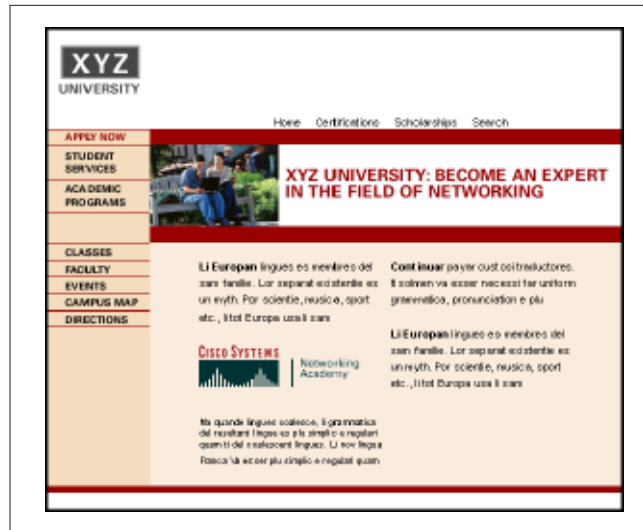 XYZ
UNIVERSITY
Home Certifications Scholarships Search
APPLY NOW
STUDENT
SERVICES
ACADEMIC
PROGRAMS
CLASSES
FACULTY
EVENTS
CAMPUS MAP
DIRECTIONS
XYZ UNIVERSITY: BECOME AN EXPERT
IN THE FIELD OF NETWORKING
Li Europan lingues es membres del
sam familie. Lor separat existentie es
un myth. Por scientie, musica, sport
etc., litot Europa usa li sam
CISCO SYSTEMS
Networking
Academy
Ma quande lingues coalesce, li grammatica
del resultant lingue es plu simplic e regulari
quam ti del coalescent lingues. Li nov lingua
Franca va esser plu simplic e regulari quam
Continuar payar custosi traductores.
It solmen va esser necessi far uniform
grammatica, pronunciation e plu
Li Europan lingues es membres del
sam familie. Lor separat existentie es
un myth. Por scientie, musica, sport
etc., litot Europa usa li sam